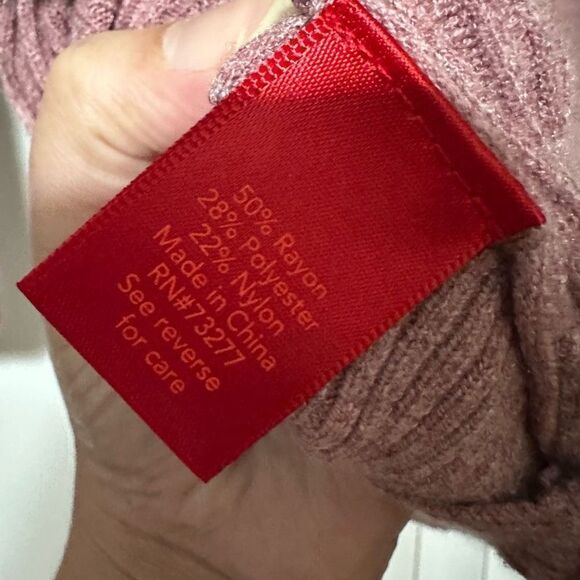 50% Rayon
28% Polyester
22% Nylon
Made in China
RN#73277
See reverse
for care